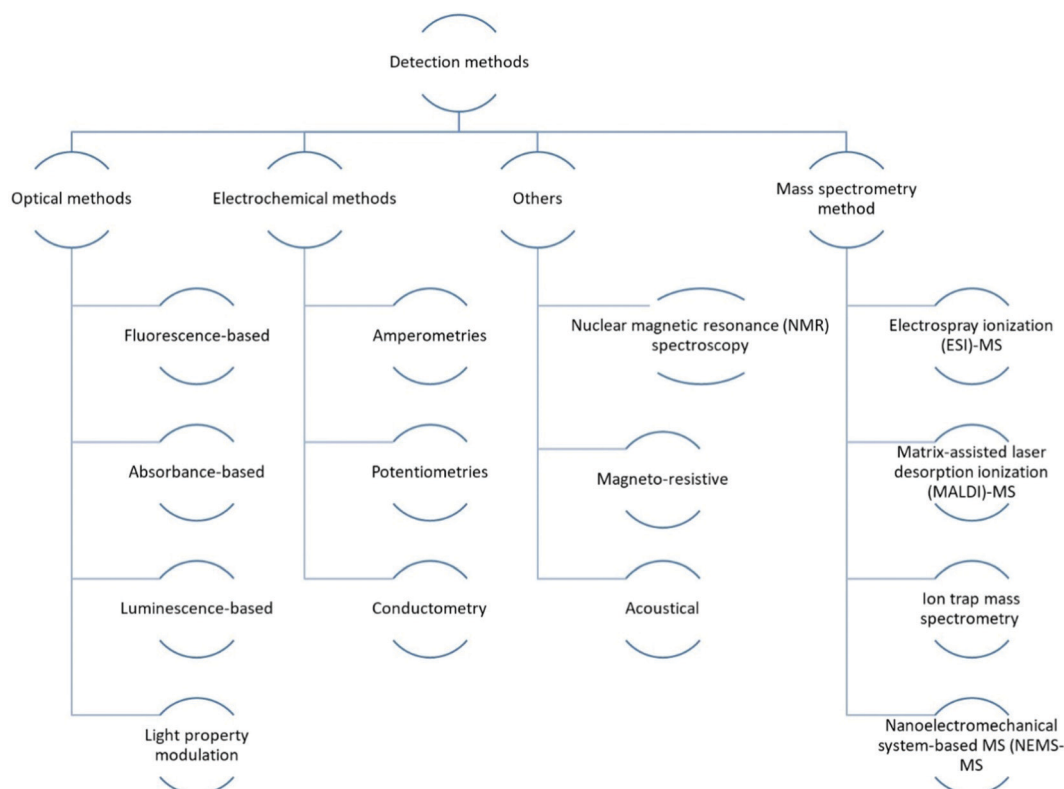 Detection methods
Optical methods
Electrochemical methods
Others
Mass spectrometry
method
Fluorescence-based
Amperometries
Nuclear magnetic resonance (NMR)
spectroscopy
Electrospray ionization
(ESI)-MS
Absorbance-based
Potentiometries
Magneto-resistive
Matrix-assisted laser
desorption ionization
(MALDI)-MS
Luminescence-based
Conductometry
Acoustical
Ion trap mass
spectrometry
Light property
modulation
Nanoelectromechanical
system-based MS (NEMS-
MS